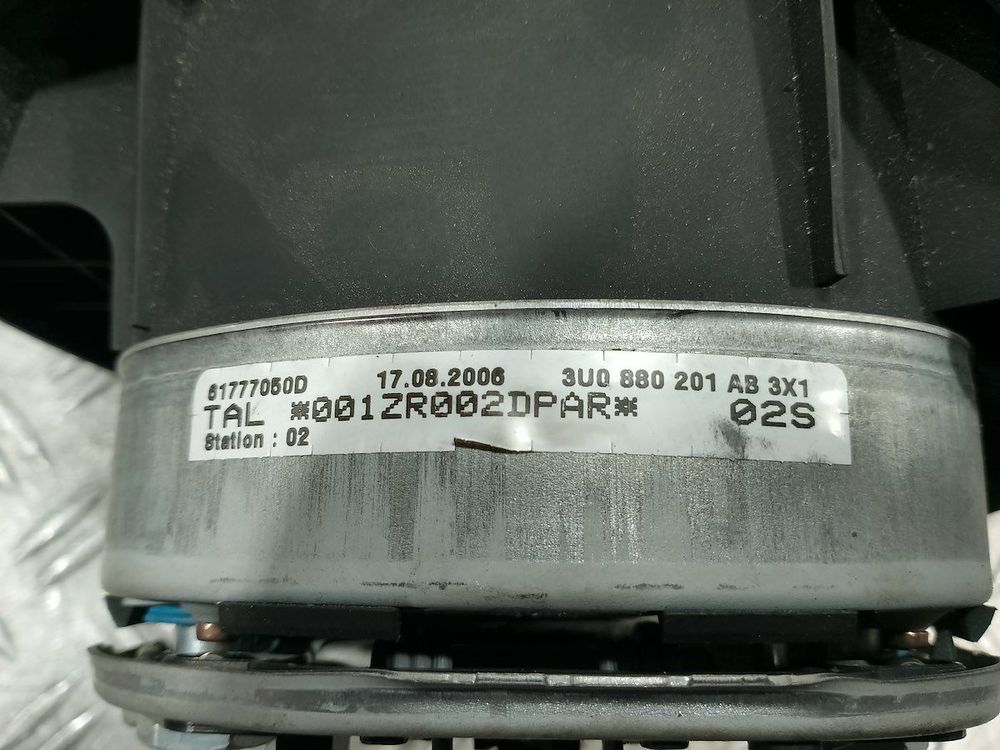 61777050D 17.08.2006 3U0 880 201 AB 3X1
TAL *001ZR002DPAR* 02S
Station : 02